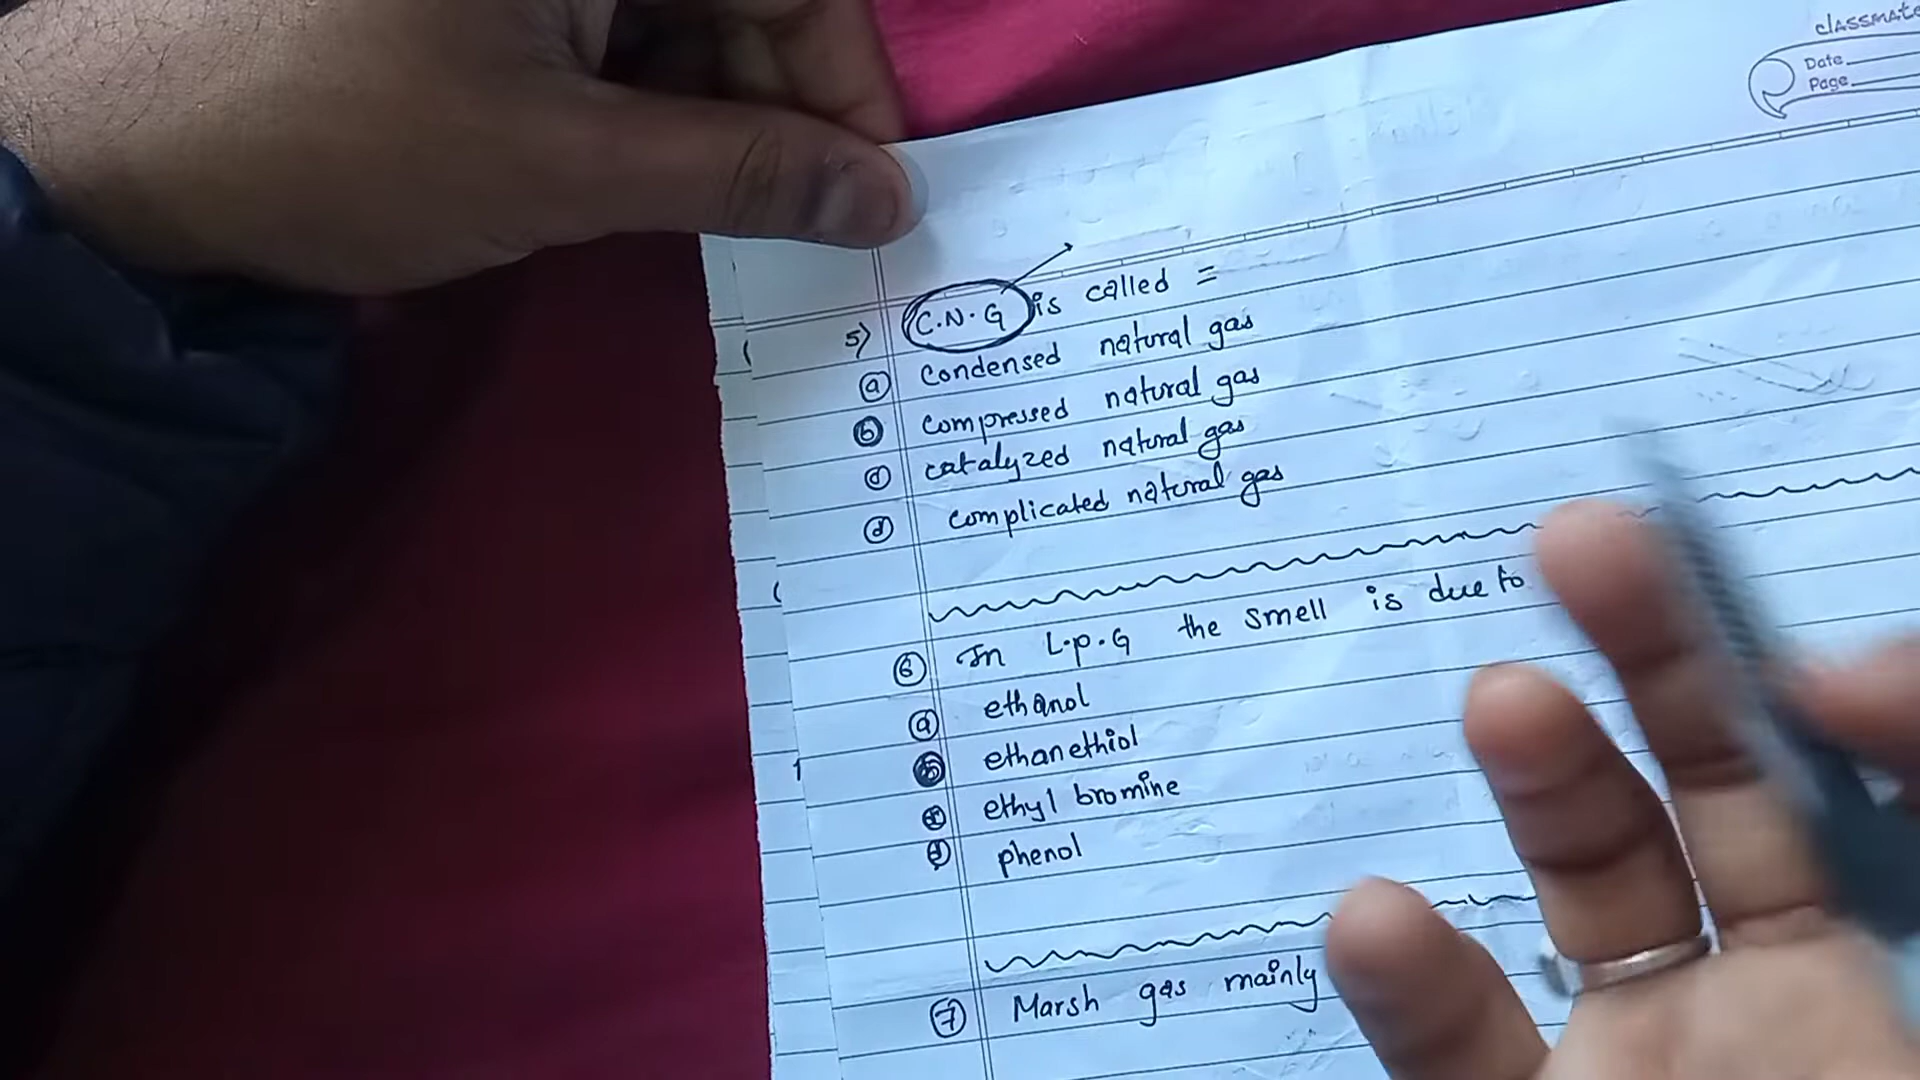 classmate
Date
Page
5) C.N.G is called =
a condensed natural gas
b compressed natural gas
c catalyzed natural gas
d complicated natural gas
6 In L.P.G the smell is due to
a ethanol
b ethanethiol
c ethyl bromine
d phenol
7 Marsh gas mainly